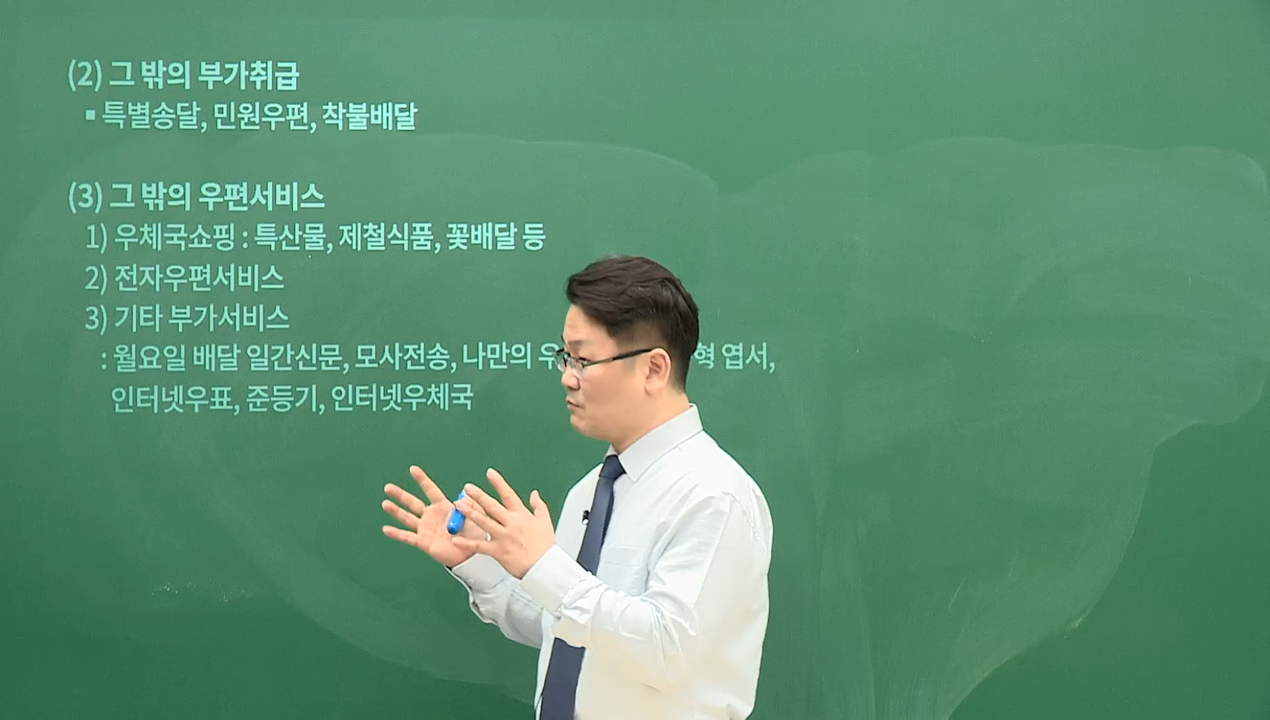 (2) 그 밖의 부가취급
▪ 특별송달, 민원우편, 착불배달
(3) 그 밖의 우편서비스
1) 우체국쇼핑 : 특산물, 제철식품, 꽃배달 등
2) 전자우편서비스
3) 기타 부가서비스
: 월요일 배달 일간신문, 모사전송, 나만의 우 형 엽서,
인터넷우표, 준등기, 인터넷우체국